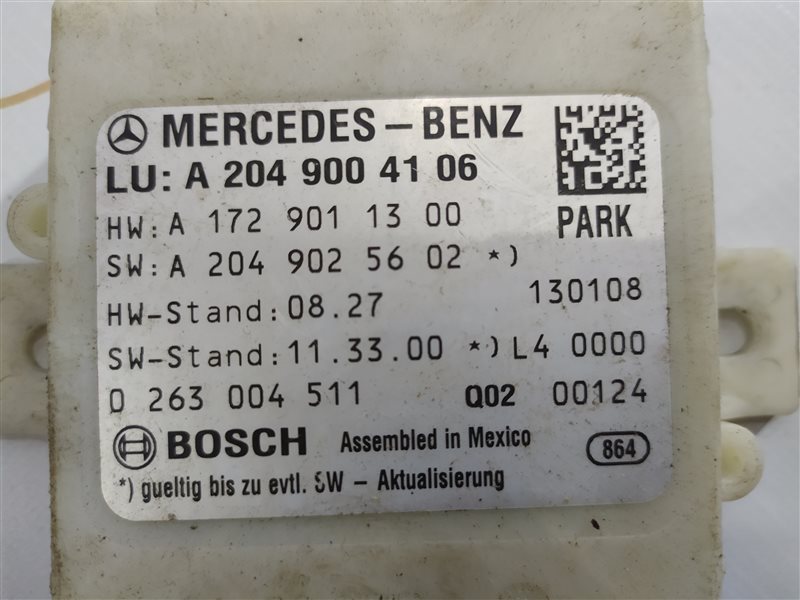 MERCEDES-BENZ
LU: A 204 900 41 06
HW: A 172 901 13 00
PARK
SW: A 204 902 56 02 *)
130108
HW-Stand: 08.27
SW-Stand: 11.33.00 *) L4 0000
0 263 004 511 Q02 00124
BOSCH Assembled in Mexico 864
*) gueltig bis zu evtl. SW - Aktualisierung